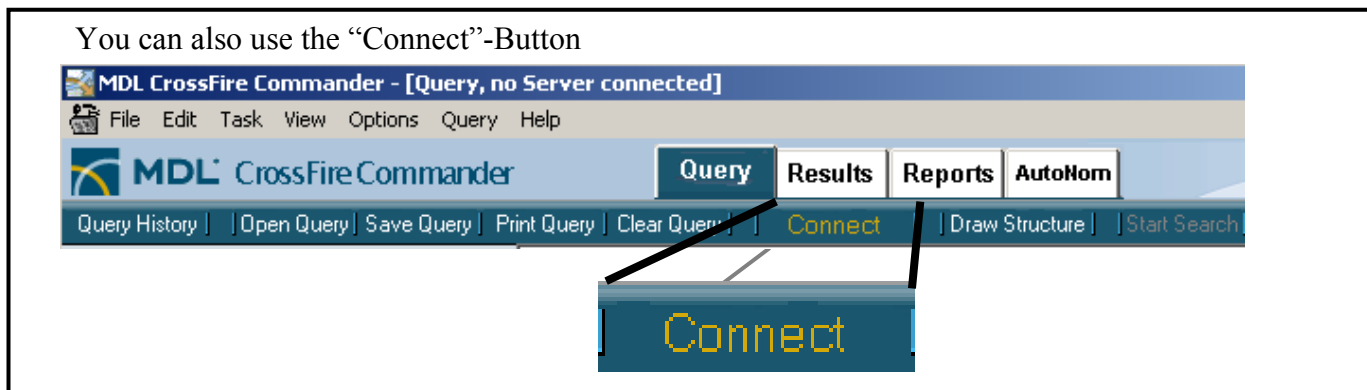 You can also use the “Connect”-Button
MDL CrossFire Commander - [Query, no Server connected]
File Edit Task View Options Query Help
MDL CrossFire Commander Query Results Reports AutoNom
Query History Open Query Save Query Print Query Clear Query Connect Draw Structure Start Search
Connect